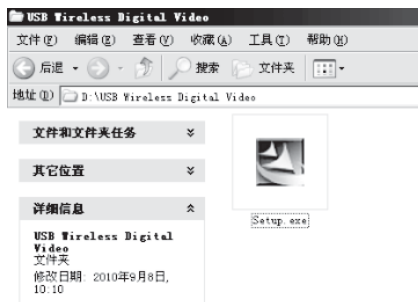 USB Wireless Digital Video
文件(F) 编辑(E) 查看(V) 收藏(A) 工具(T) 帮助(H)
后退 搜索 文件夹
地址(D) D:\USB Wireless Digital Video
文件和文件夹任务
其它位置
详细信息
USB Wireless Digital
Video
文件夹
修改日期: 2010年9月8日,
10:10
Setup.exe